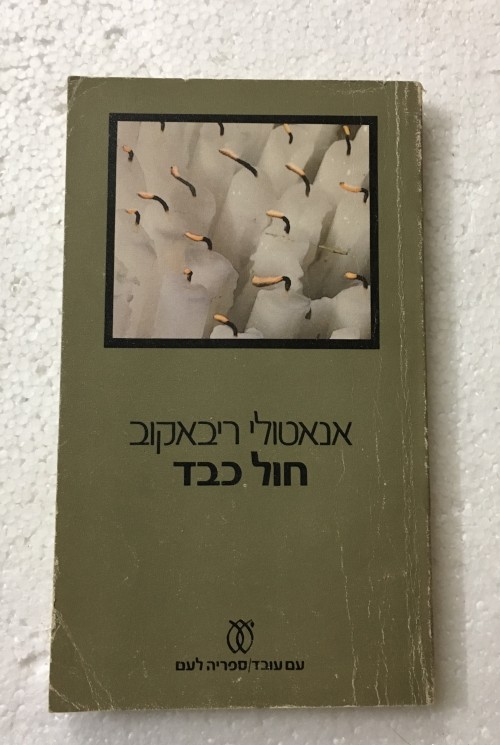 אנאטולי ריבאקוב
חול כבד
עם עובד/ספריה לעם